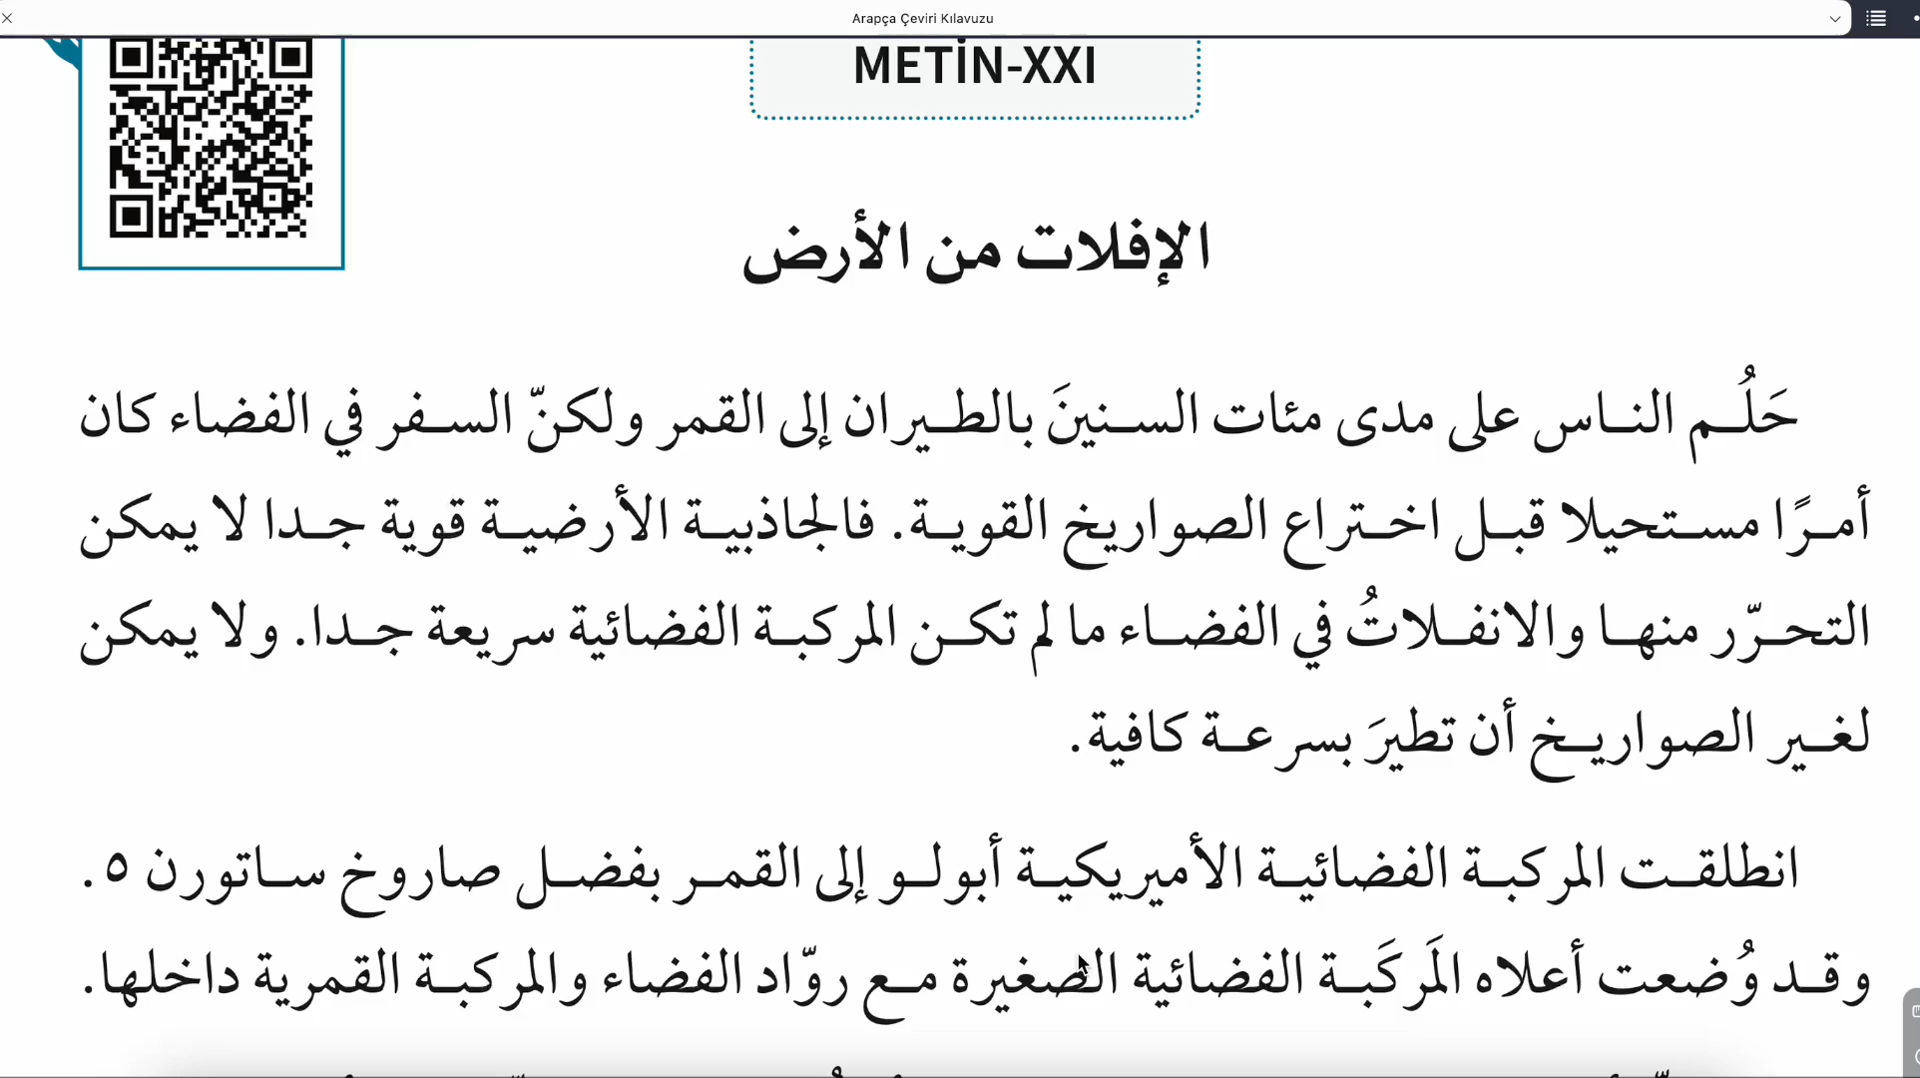 Arapça Çeviri Kılavuzu
METİN-XXI
الإفلات من الأرض
حَلُم الناس على مدى مئات السنينَ بالطيران إلى القمر ولكنّ السفر في الفضاء كان
أمرًا مستحيلا قبل اختراع الصواريخ القوية. فالجاذبية الأرضية قوية جدا لا يمكن
التحرّر منها والانفلاتُ في الفضاء ما لم تكن المركبة الفضائية سريعة جدا. ولا يمكن
لغير الصواريخ أن تطيرَ بسرعة كافية.
انطلقت المركبة الفضائية الأميريكية أبولو إلى القمر بفضل صاروخ ساتورن ٥.
وقد وُضعت أعلاه المَركَبة الفضائية الصغيرة مع روّاد الفضاء والمركبة القمرية داخلها.